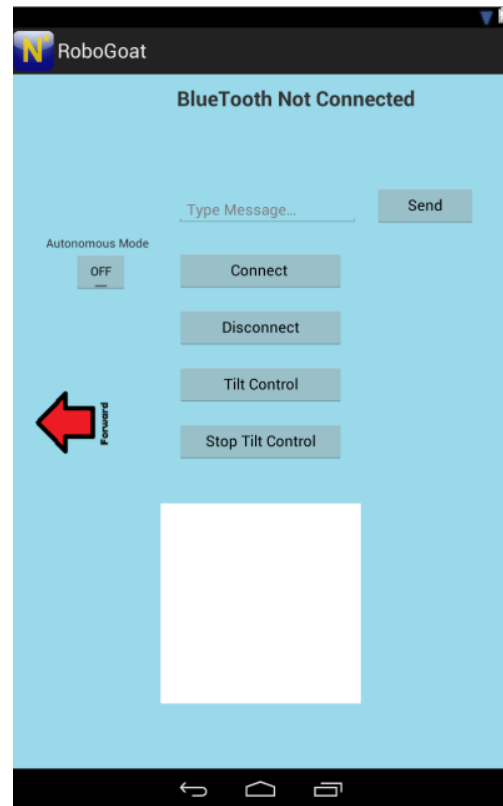 N*
RoboGoat
BlueTooth Not Connected
Type Message...
Send
Autonomous Mode
OFF
Connect
Disconnect
Tilt Control
Forward
Stop Tilt Control